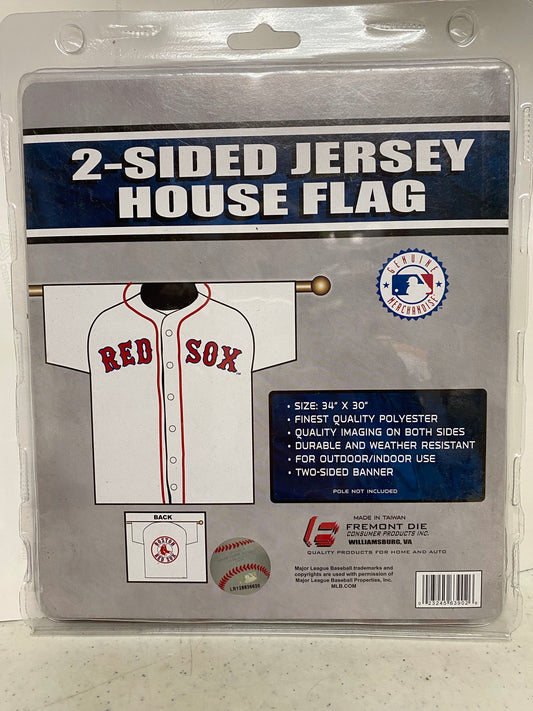 2-SIDED JERSEY
HOUSE FLAG
GENUINE
MERCHANDISE
RED SOX
• SIZE: 34" X 30"
• FINEST QUALITY POLYESTER
• QUALITY IMAGING ON BOTH SIDES
• DURABLE AND WEATHER RESISTANT
• FOR OUTDOOR/INDOOR USE
• TWO-SIDED BANNER
POLE NOT INCLUDED
BACK
BOSTON
RED SOX
MADE IN TAIWAN
FREMONT DIE
CONSUMER PRODUCTS INC.
WILLIAMSBURG, VA
QUALITY PRODUCTS FOR HOME AND AUTO
Major League Baseball trademarks and
copyrights are used with permission of
Major League Baseball Properties, Inc.
MLB.COM
0 23245 63902